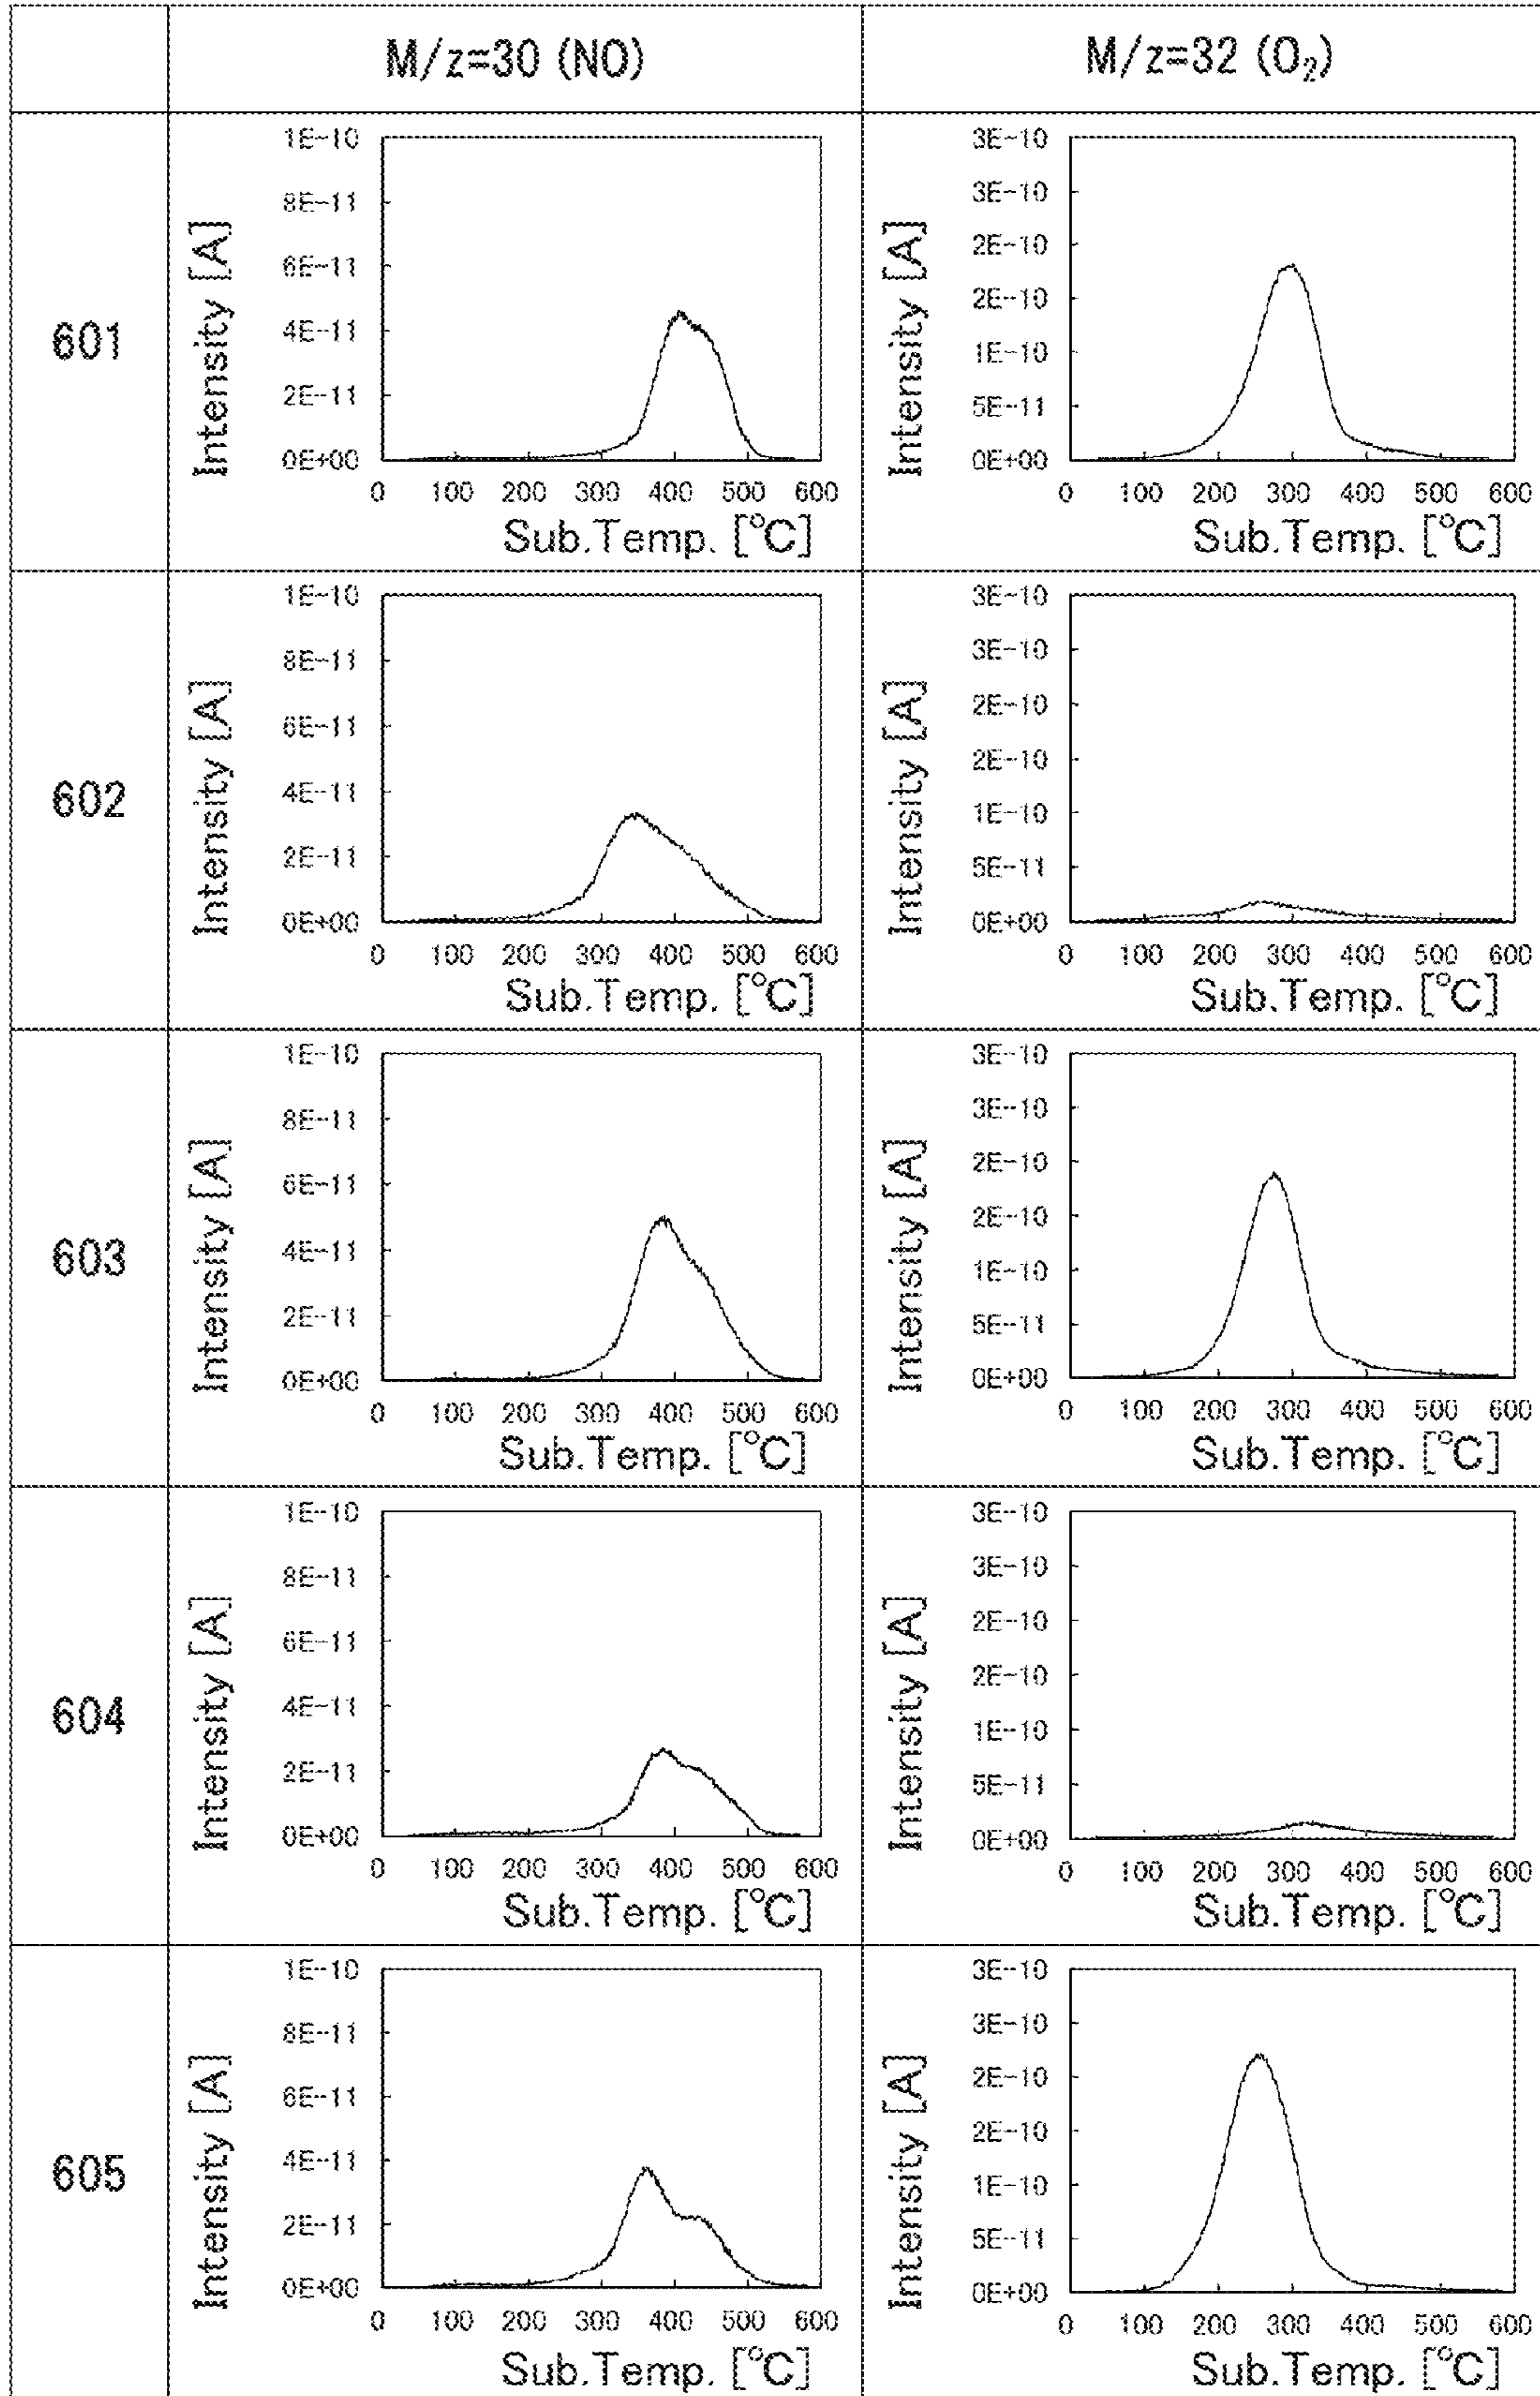 M/z=30 (NO)
M/z=32 (O₂)
601
Intensity [A]
1E-10
8E-11
6E-11
4E-11
2E-11
0E+00
0 100 200 300 400 500 600
Sub.Temp. [°C]
Intensity [A]
3E-10
3E-10
2E-10
2E-10
1E-10
5E-11
0E+00
0 100 200 300 400 500 600
Sub.Temp. [°C]
602
Intensity [A]
1E-10
8E-11
6E-11
4E-11
2E-11
0E+00
0 100 200 300 400 500 600
Sub.Temp. [°C]
Intensity [A]
3E-10
3E-10
2E-10
2E-10
1E-10
5E-11
0E+00
0 100 200 300 400 500 600
Sub.Temp. [°C]
603
Intensity [A]
1E-10
8E-11
6E-11
4E-11
2E-11
0E+00
0 100 200 300 400 500 600
Sub.Temp. [°C]
Intensity [A]
3E-10
3E-10
2E-10
2E-10
1E-10
5E-11
0E+00
0 100 200 300 400 500 600
Sub.Temp. [°C]
604
Intensity [A]
1E-10
8E-11
6E-11
4E-11
2E-11
0E+00
0 100 200 300 400 500 600
Sub.Temp. [°C]
Intensity [A]
3E-10
3E-10
2E-10
2E-10
1E-10
5E-11
0E+00
0 100 200 300 400 500 600
Sub.Temp. [°C]
605
Intensity [A]
1E-10
8E-11
6E-11
4E-11
2E-11
0E+00
0 100 200 300 400 500 600
Sub.Temp. [°C]
Intensity [A]
3E-10
3E-10
2E-10
2E-10
1E-10
5E-11
0E+00
0 100 200 300 400 500 600
Sub.Temp. [°C]